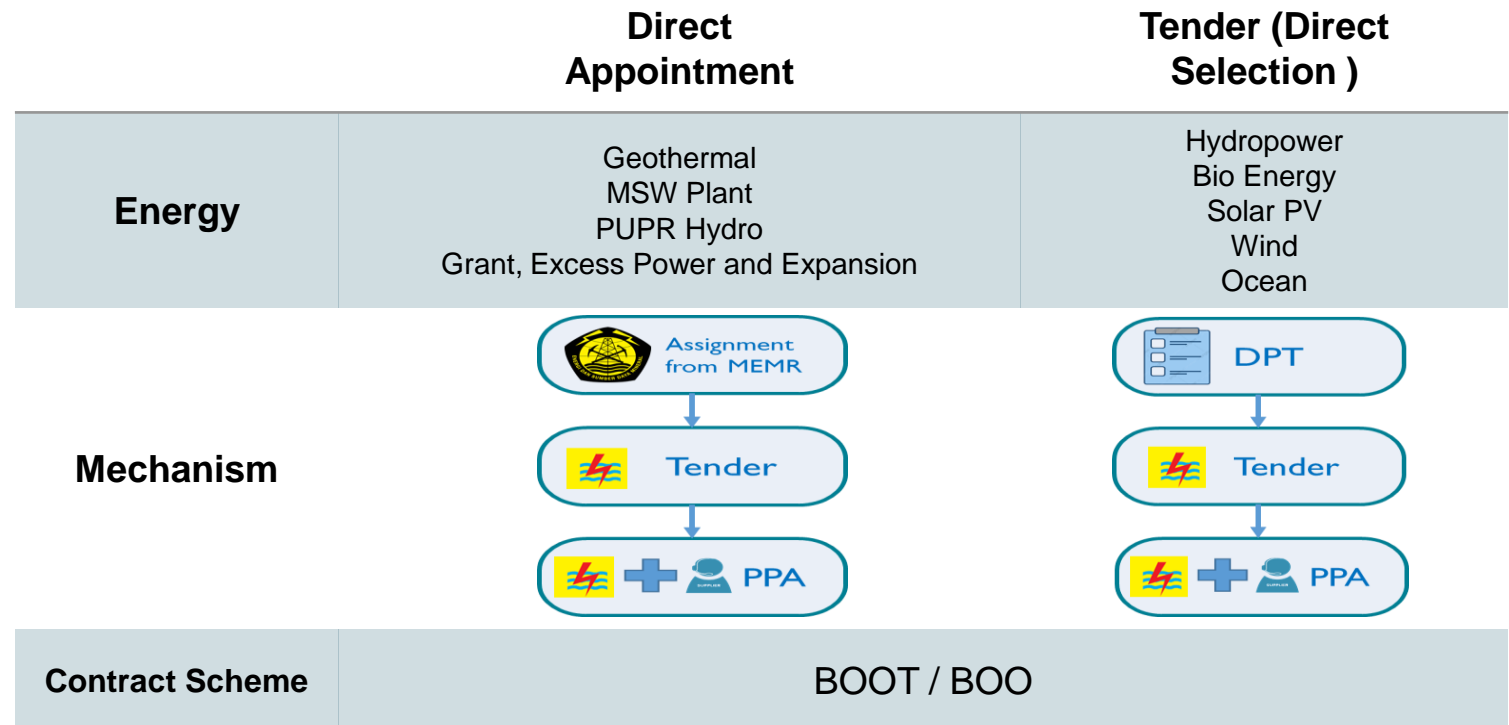 Direct
Appointment
Tender (Direct
Selection )
Energy
Geothermal
MSW Plant
PUPR Hydro
Grant, Excess Power and Expansion
Hydropower
Bio Energy
Solar PV
Wind
Ocean
Mechanism
Assignment
from MEMR
Tender
PPA
DPT
Tender
PPA
Contract Scheme
BOOT / BOO